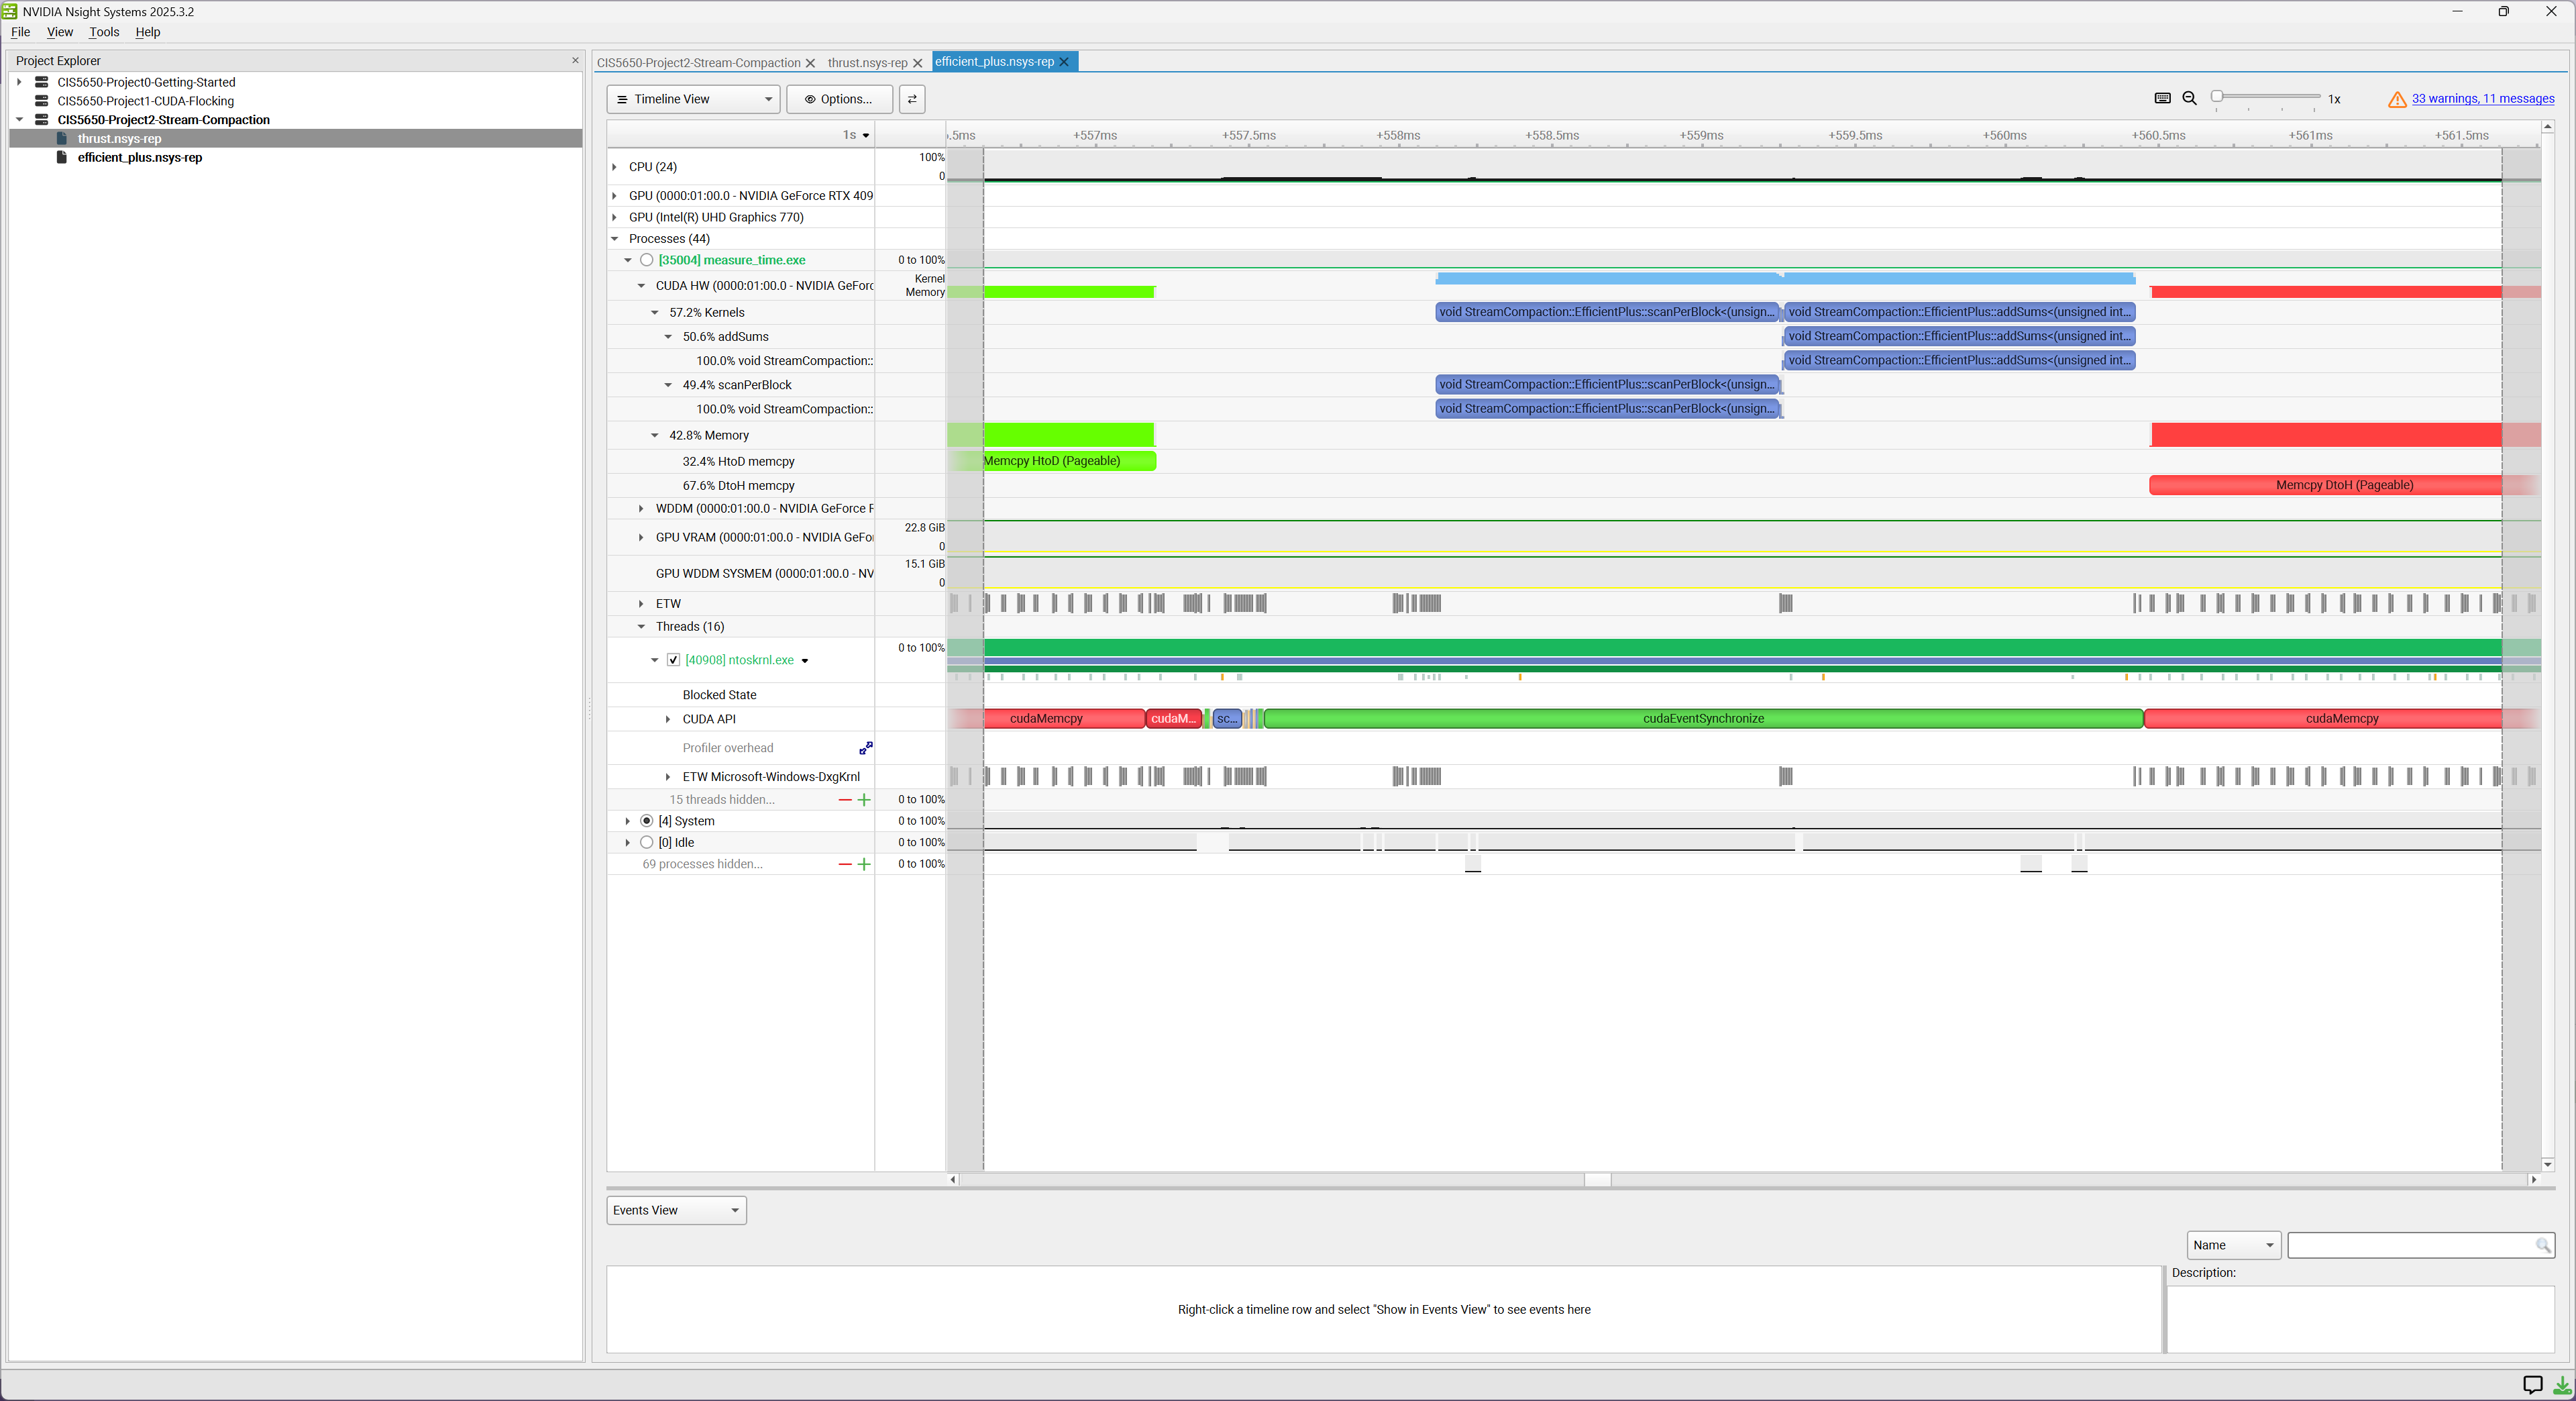 NVIDIA Nsight Systems 2025.3.2
File View Tools Help
Project Explorer
CIS5650-Project0-Getting-Started
CIS5650-Project1-CUDA-Flocking
CIS5650-Project2-Stream-Compaction
thrust.nsys-rep
efficient_plus.nsys-rep
CIS5650-Project2-Stream-Compaction thrust.nsys-rep efficient_plus.nsys-rep
Timeline View Options... 1x 33 warnings, 11 messages
1s .5ms +557ms +557.5ms +558ms +558.5ms +559ms +559.5ms +560ms +560.5ms +561ms +561.5ms
CPU (24) 100%
0
GPU (0000:01:00.0 - NVIDIA GeForce RTX 409
GPU (Intel(R) UHD Graphics 770)
Processes (44)
[35004] measure_time.exe 0 to 100%
CUDA HW (0000:01:00.0 - NVIDIA GeForc Kernel
Memory
57.2% Kernels void StreamCompaction::EfficientPlus::scanPerBlock<(unsign... void StreamCompaction::EfficientPlus::addSums<(unsigned int...
50.6% addSums void StreamCompaction::EfficientPlus::addSums<(unsigned int...
100.0% void StreamCompaction:: void StreamCompaction::EfficientPlus::addSums<(unsigned int...
49.4% scanPerBlock void StreamCompaction::EfficientPlus::scanPerBlock<(unsign...
100.0% void StreamCompaction:: void StreamCompaction::EfficientPlus::scanPerBlock<(unsign...
42.8% Memory
32.4% HtoD memcpy Memcpy HtoD (Pageable)
67.6% DtoH memcpy Memcpy DtoH (Pageable)
WDDM (0000:01:00.0 - NVIDIA GeForce F
GPU VRAM (0000:01:00.0 - NVIDIA GeFo 22.8 GiB
0
GPU WDDM SYSMEM (0000:01:00.0 - NV 15.1 GiB
0
ETW
Threads (16)
[40908] ntoskrnl.exe 0 to 100%
Blocked State
CUDA API cudaMemcpy cudaM... sc... cudaEventSynchronize cudaMemcpy
Profiler overhead
ETW Microsoft-Windows-DxgKrnl
15 threads hidden... 0 to 100%
[4] System 0 to 100%
[0] Idle 0 to 100%
69 processes hidden... 0 to 100%
Events View
Name
Description:
Right-click a timeline row and select "Show in Events View" to see events here